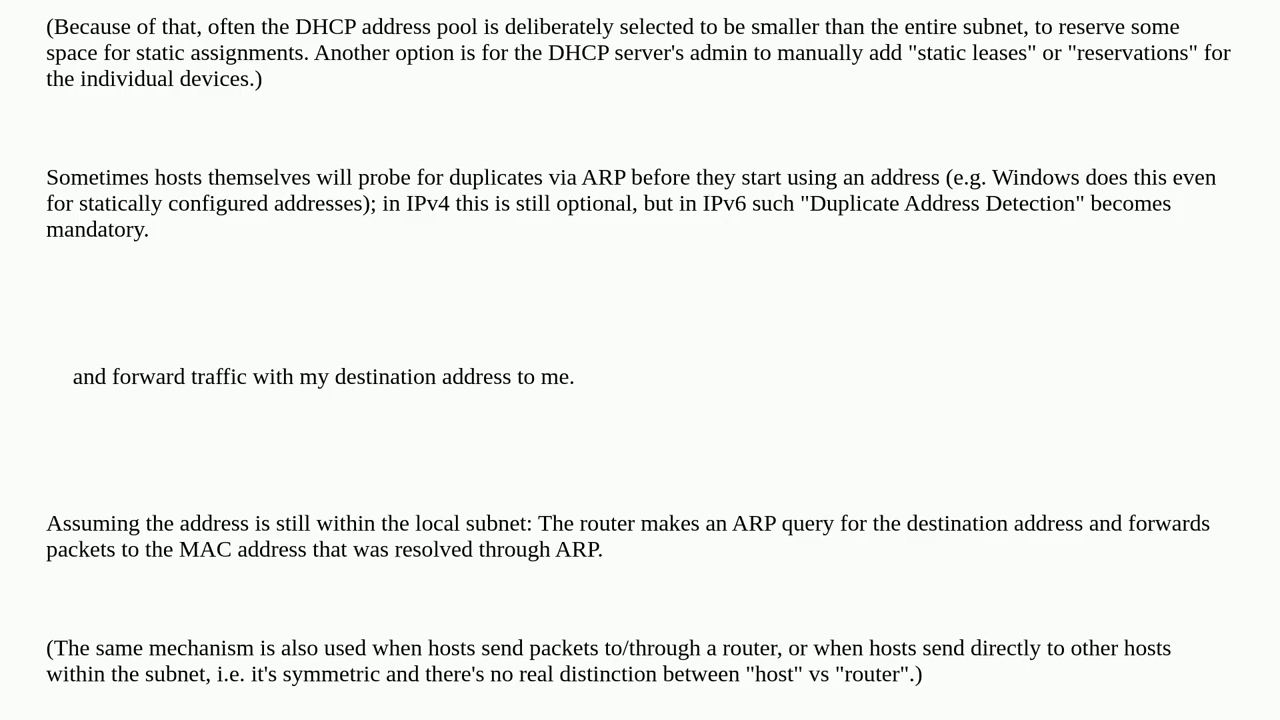 (Because of that, often the DHCP address pool is deliberately selected to be smaller than the entire subnet, to reserve some
space for static assignments. Another option is for the DHCP server's admin to manually add "static leases" or "reservations" for
the individual devices.)
Sometimes hosts themselves will probe for duplicates via ARP before they start using an address (e.g. Windows does this even
for statically configured addresses); in IPv4 this is still optional, but in IPv6 such "Duplicate Address Detection" becomes
mandatory.
and forward traffic with my destination address to me.
Assuming the address is still within the local subnet: The router makes an ARP query for the destination address and forwards
packets to the MAC address that was resolved through ARP.
(The same mechanism is also used when hosts send packets to/through a router, or when hosts send directly to other hosts
within the subnet, i.e. it's symmetric and there's no real distinction between "host" vs "router".)